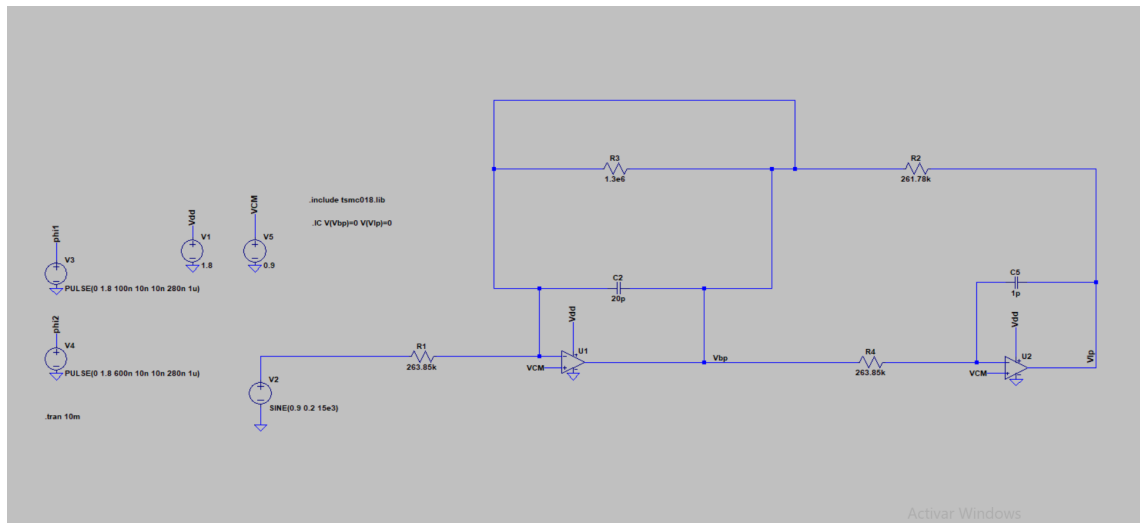 R3
1.3e6
R2
261.78k
.include tsmc018.lib
.IC V(Vbp)=0 V(Vlp)=0
Vdd
V1
1.8
VCM
V5
0.9
phi1
V3
PULSE(0 1.8 100n 10n 10n 280n 1u)
C2
20p
C5
1p
phi2
V4
PULSE(0 1.8 600n 10n 10n 280n 1u)
Vdd
U1
R1
263.85k
VCM
Vbp
R4
263.85k
Vdd
U2
VCM
Vlp
V2
SINE(0.9 0.2 15e3)
.tran 10m
Activar Windows